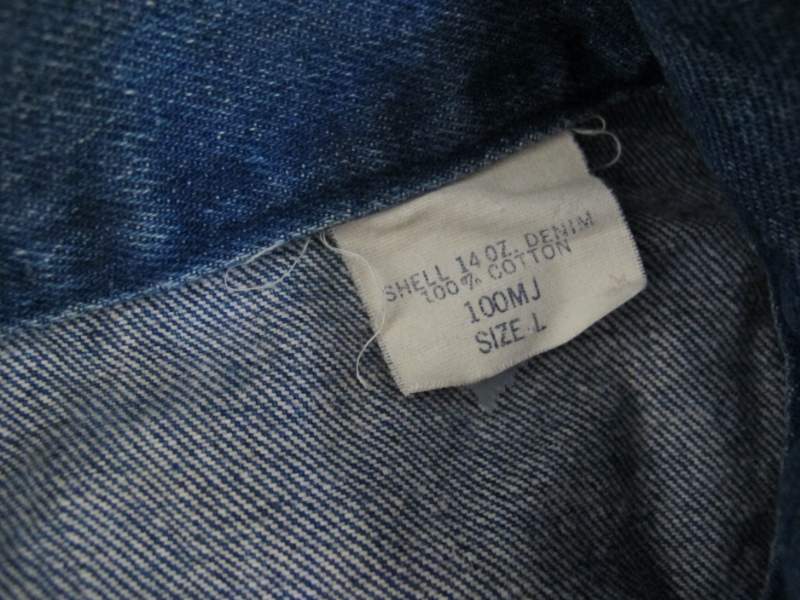 SHELL 14 OZ. DENIM
100% COTTON
100MJ
SIZE L